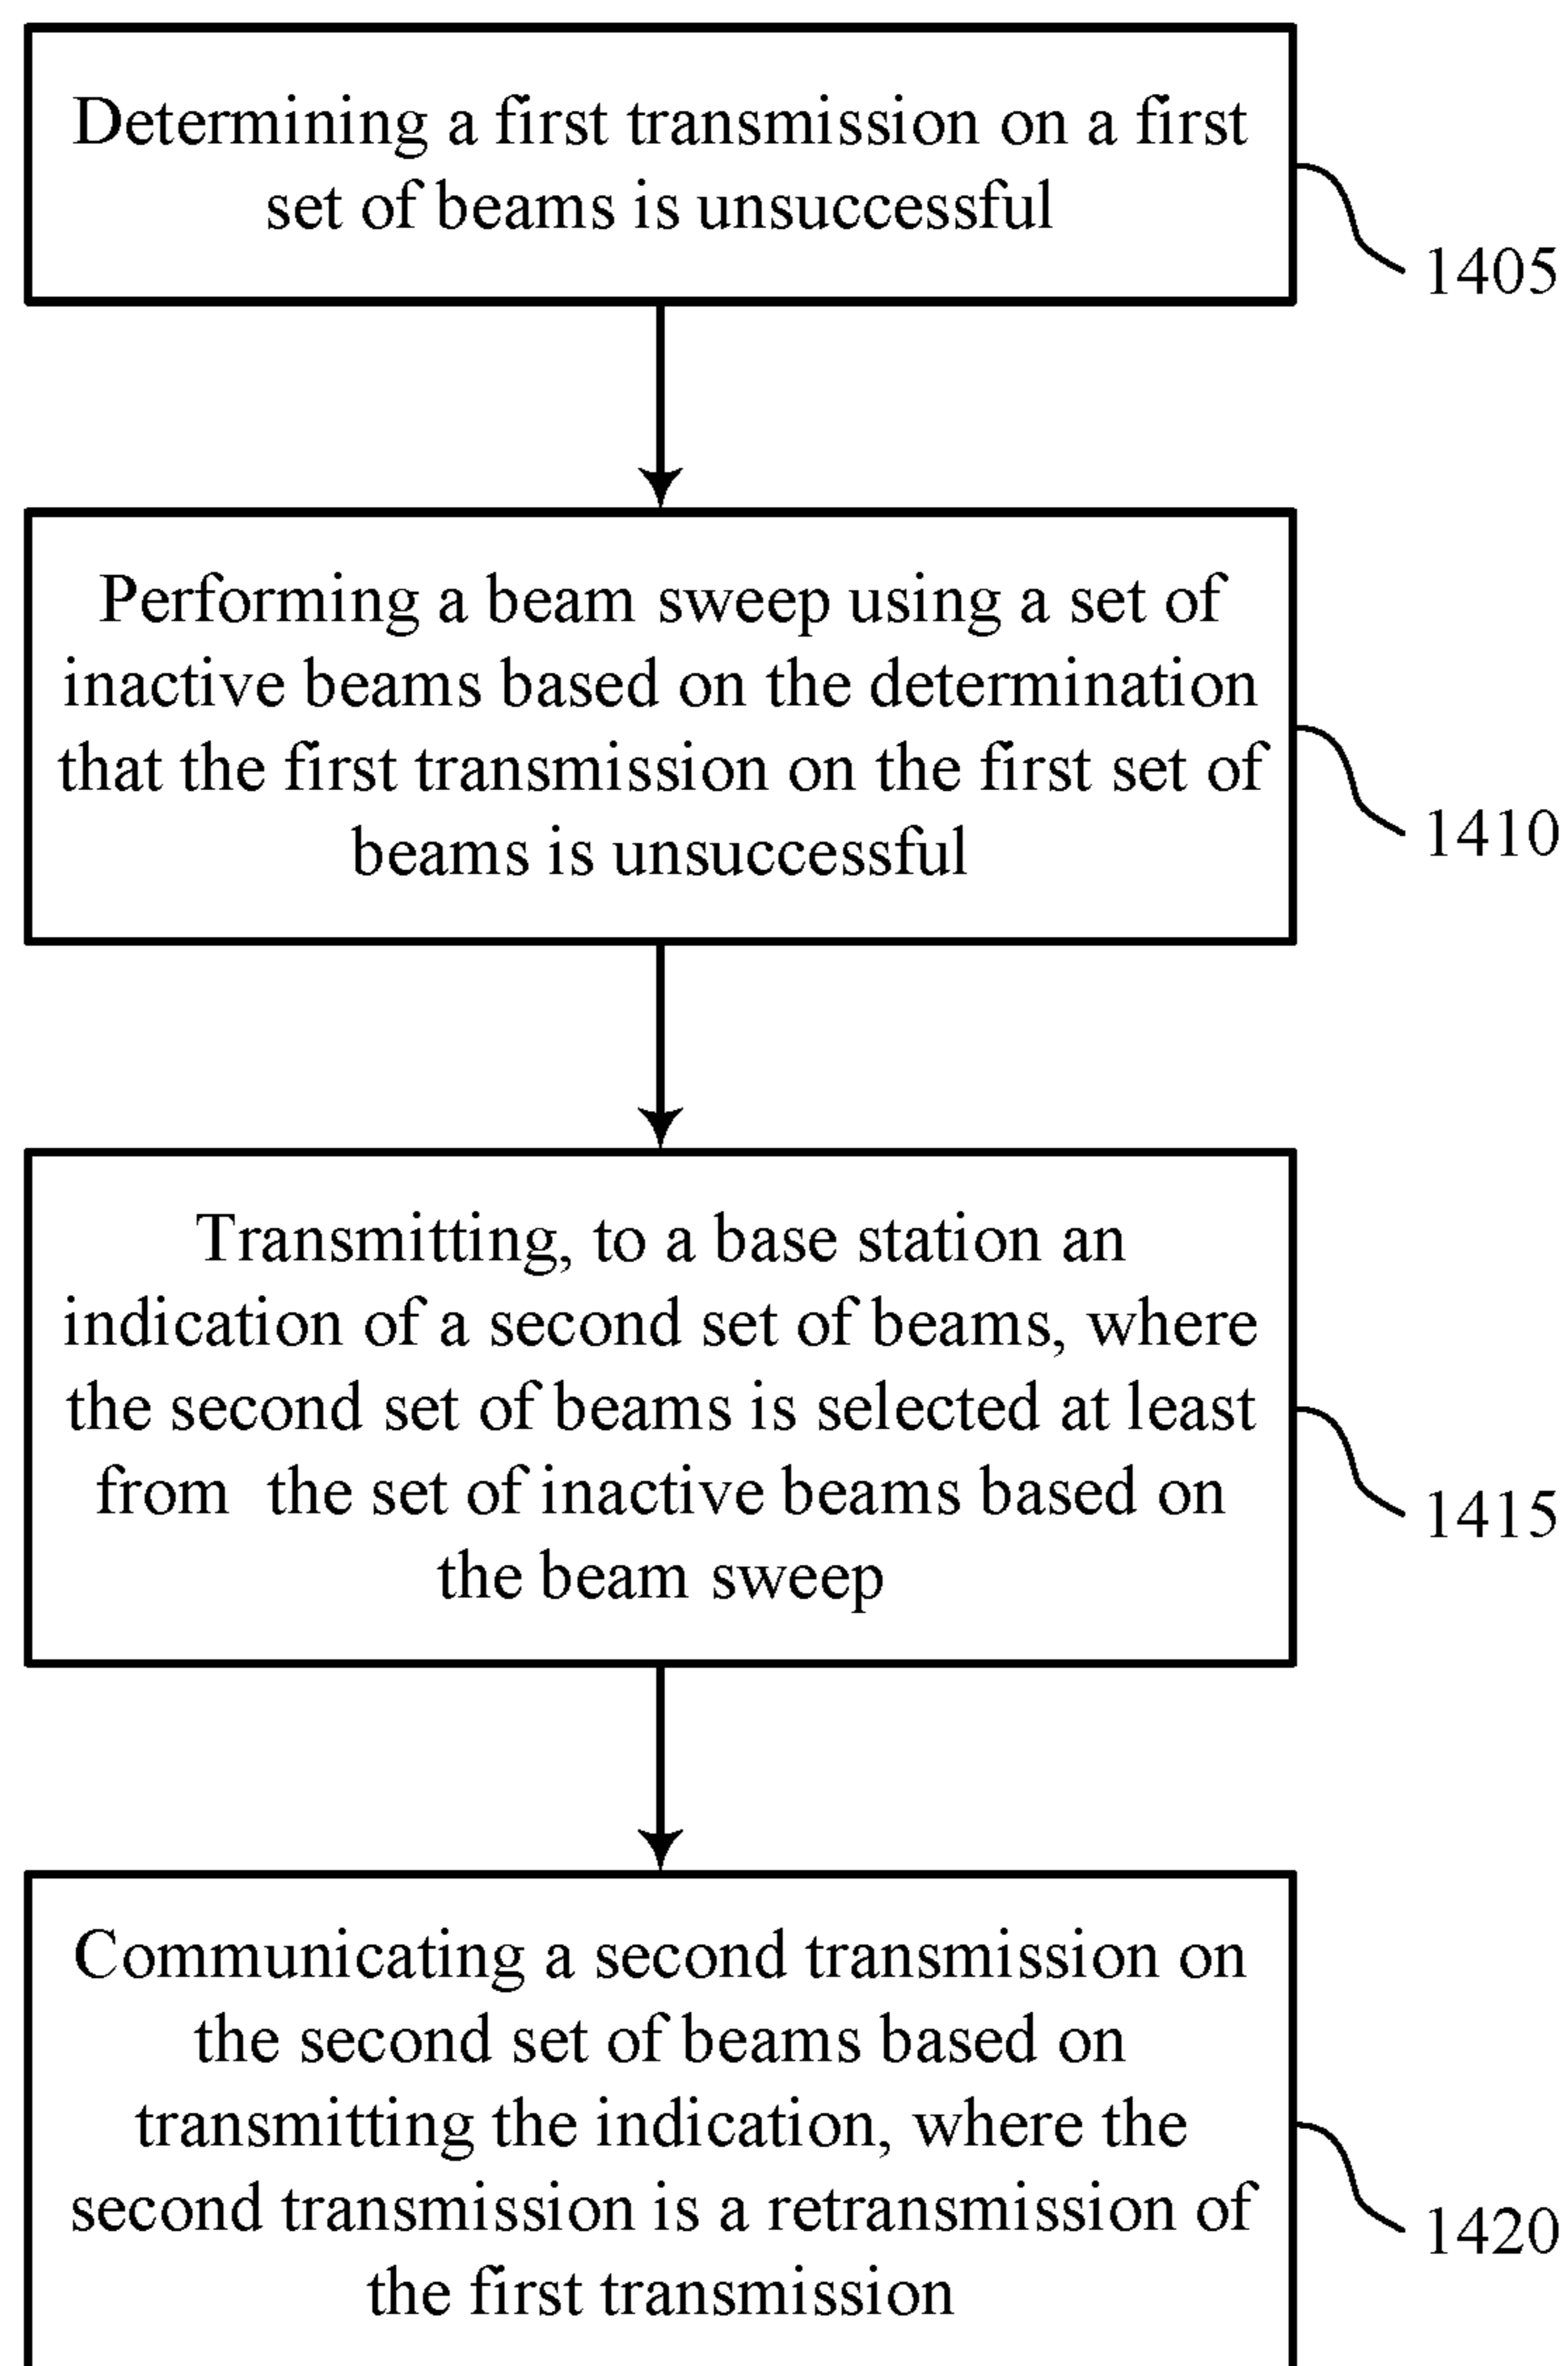 Determining a first transmission on a first
set of beams is unsuccessful
1405
Performing a beam sweep using a set of
inactive beams based on the determination
that the first transmission on the first set of
beams is unsuccessful
1410
Transmitting, to a base station an
indication of a second set of beams, where
the second set of beams is selected at least
from the set of inactive beams based on
the beam sweep
1415
Communicating a second transmission on
the second set of beams based on
transmitting the indication, where the
second transmission is a retransmission of
the first transmission
1420